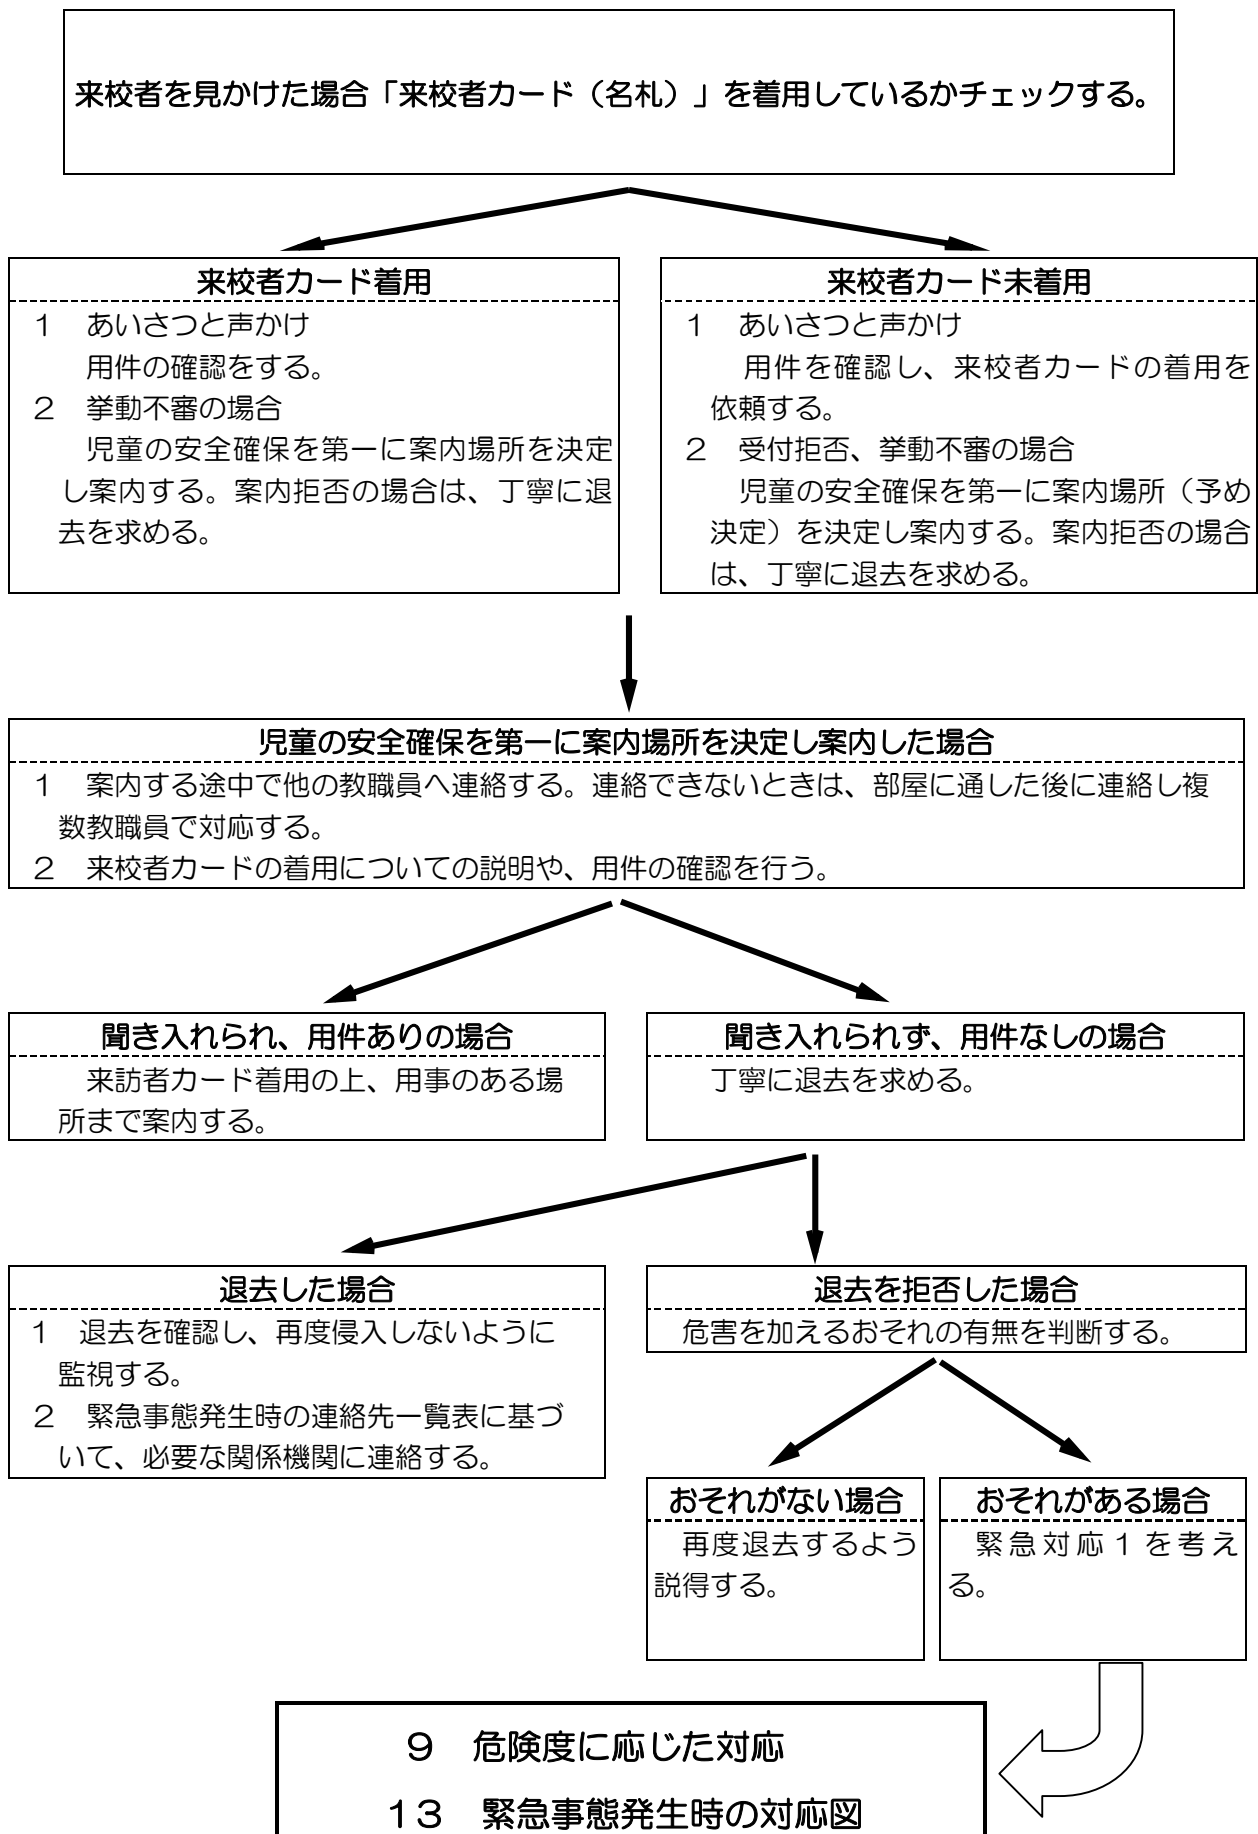 来校者を見かけた場合「来校者カード（名札）」を着用しているかチェックする。
来校者カード着用
１　あいさつと声かけ
用件の確認をする。
２　挙動不審の場合
児童の安全確保を第一に案内場所を決定
し案内する。案内拒否の場合は、丁寧に退
去を求める。
来校者カード未着用
１　あいさつと声かけ
用件を確認し、来校者カードの着用を
依頼する。
２　受付拒否、挙動不審の場合
児童の安全確保を第一に案内場所（予め
決定）を決定し案内する。案内拒否の場合
は、丁寧に退去を求める。
児童の安全確保を第一に案内場所を決定し案内した場合
１　案内する途中で他の教職員へ連絡する。連絡できないときは、部屋に通した後に連絡し複
数教職員で対応する。
２　来校者カードの着用についての説明や、用件の確認を行う。
聞き入れられ、用件ありの場合
来訪者カード着用の上、用事のある場
所まで案内する。
聞き入れられず、用件なしの場合
丁寧に退去を求める。
退去した場合
１　退去を確認し、再度侵入しないように
監視する。
２　緊急事態発生時の連絡先一覧表に基づ
いて、必要な関係機関に連絡する。
退去を拒否した場合
危害を加えるおそれの有無を判断する。
おそれがない場合
再度退去するよう
説得する。
おそれがある場合
緊急対応１を考え
る。
９　危険度に応じた対応
１３　緊急事態発生時の対応図